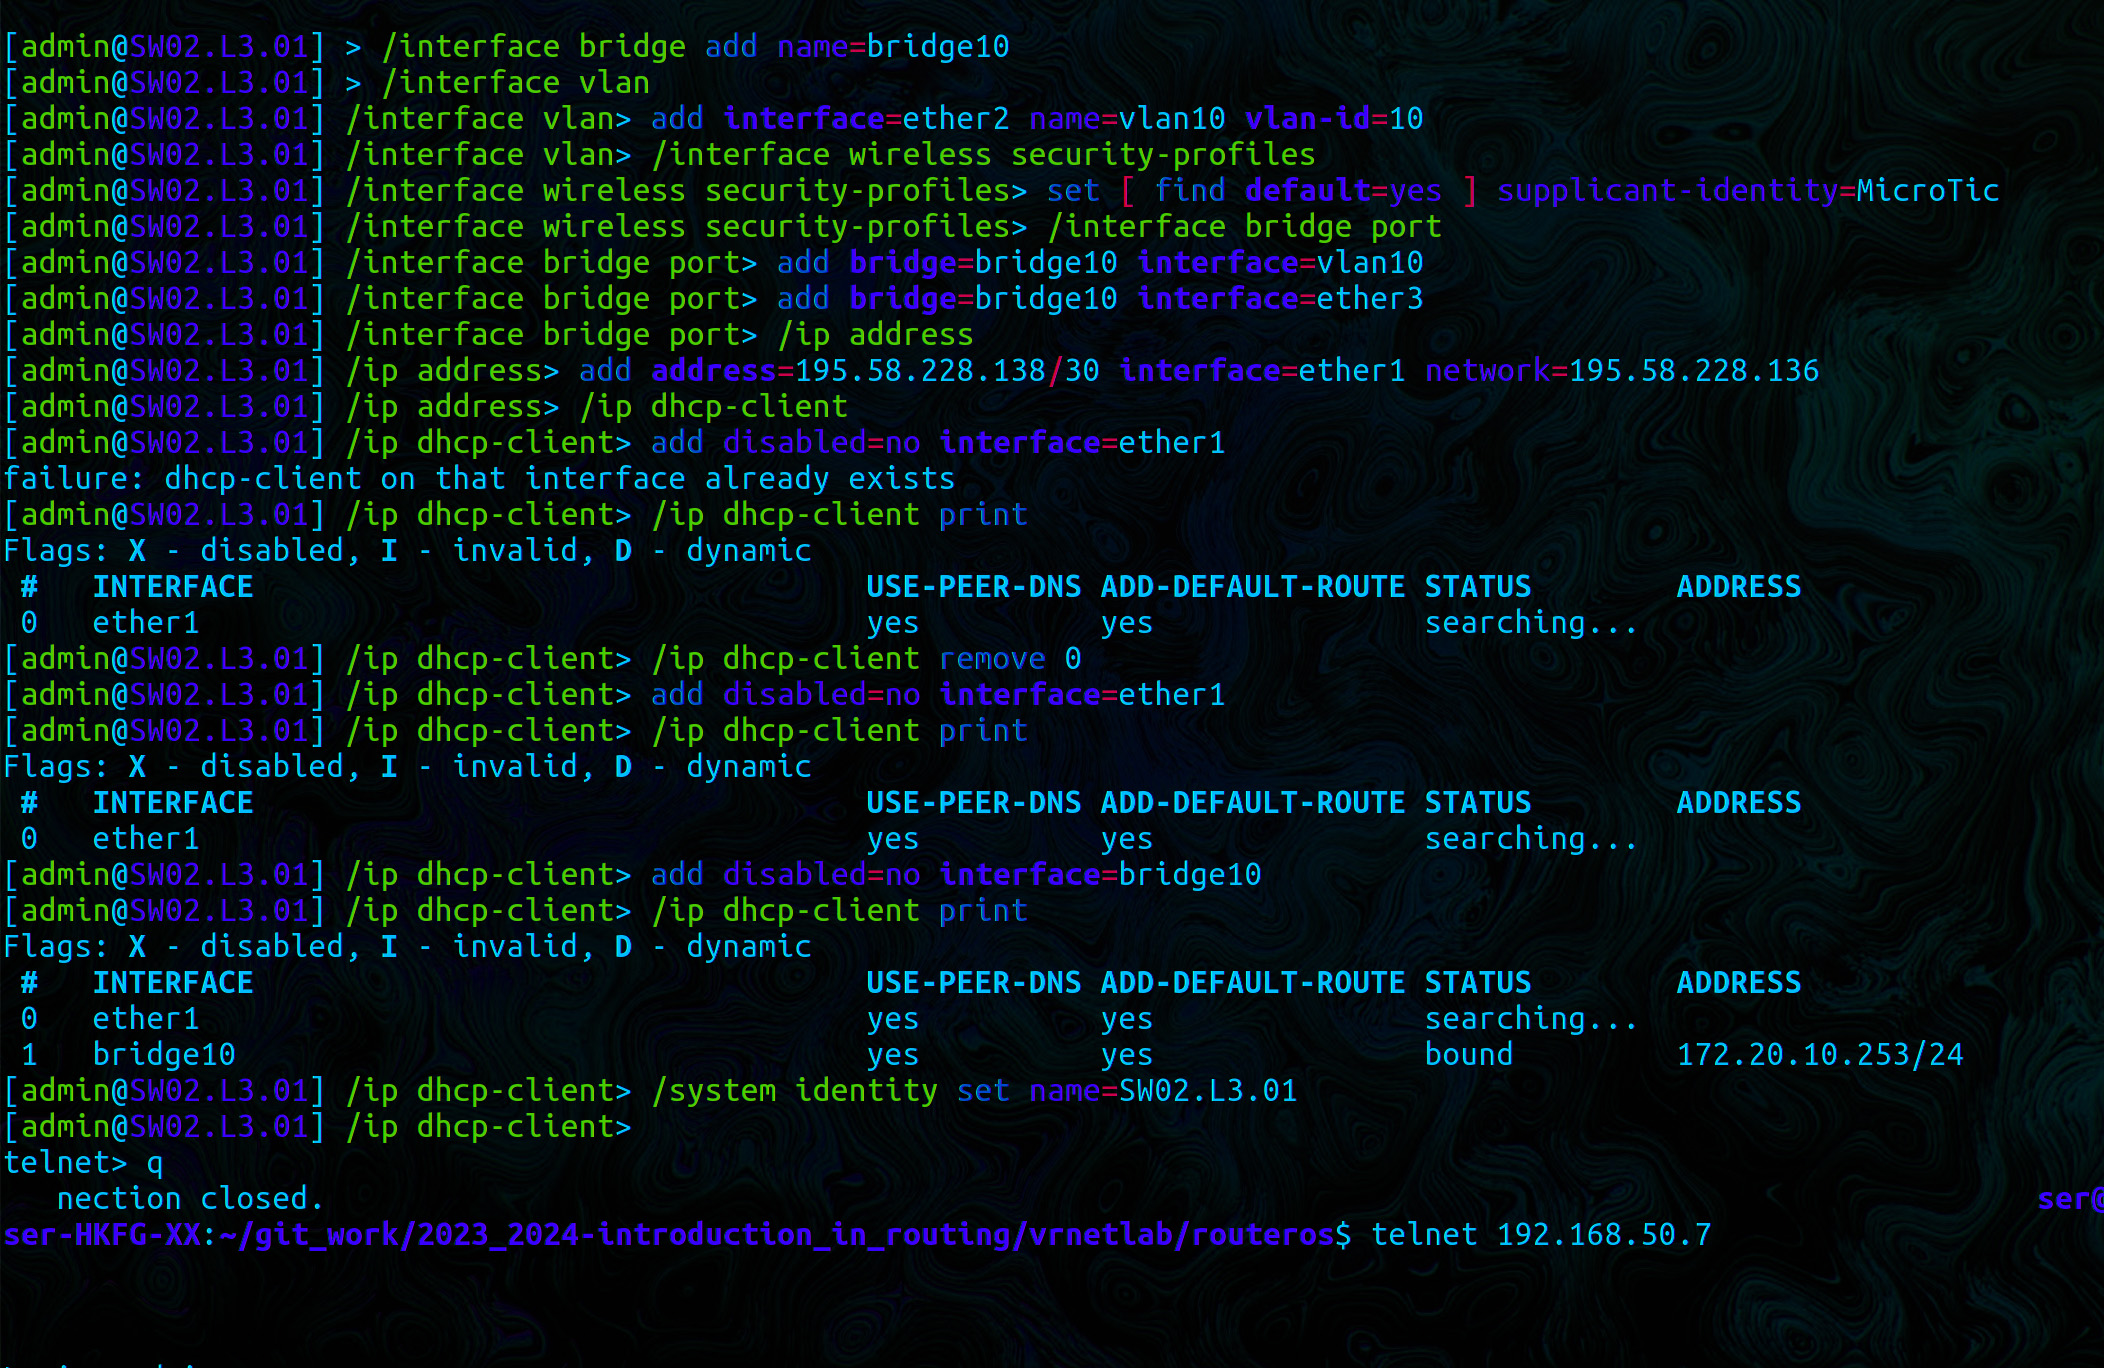 [admin@SW02.L3.01] > /interface bridge add name=bridge10
[admin@SW02.L3.01] > /interface vlan
[admin@SW02.L3.01] /interface vlan> add interface=ether2 name=vlan10 vlan-id=10
[admin@SW02.L3.01] /interface vlan> /interface wireless security-profiles
[admin@SW02.L3.01] /interface wireless security-profiles> set [ find default=yes ] supplicant-identity=MicroTic
[admin@SW02.L3.01] /interface wireless security-profiles> /interface bridge port
[admin@SW02.L3.01] /interface bridge port> add bridge=bridge10 interface=vlan10
[admin@SW02.L3.01] /interface bridge port> add bridge=bridge10 interface=ether3
[admin@SW02.L3.01] /interface bridge port> /ip address
[admin@SW02.L3.01] /ip address> add address=195.58.228.138/30 interface=ether1 network=195.58.228.136
[admin@SW02.L3.01] /ip address> /ip dhcp-client
[admin@SW02.L3.01] /ip dhcp-client> add disabled=no interface=ether1
failure: dhcp-client on that interface already exists
[admin@SW02.L3.01] /ip dhcp-client> /ip dhcp-client print
Flags: X - disabled, I - invalid, D - dynamic
# INTERFACE USE-PEER-DNS ADD-DEFAULT-ROUTE STATUS ADDRESS
0 ether1 yes yes searching...
[admin@SW02.L3.01] /ip dhcp-client> /ip dhcp-client remove 0
[admin@SW02.L3.01] /ip dhcp-client> add disabled=no interface=ether1
[admin@SW02.L3.01] /ip dhcp-client> /ip dhcp-client print
Flags: X - disabled, I - invalid, D - dynamic
# INTERFACE USE-PEER-DNS ADD-DEFAULT-ROUTE STATUS ADDRESS
0 ether1 yes yes searching...
[admin@SW02.L3.01] /ip dhcp-client> add disabled=no interface=bridge10
[admin@SW02.L3.01] /ip dhcp-client> /ip dhcp-client print
Flags: X - disabled, I - invalid, D - dynamic
# INTERFACE USE-PEER-DNS ADD-DEFAULT-ROUTE STATUS ADDRESS
0 ether1 yes yes searching...
1 bridge10 yes yes bound 172.20.10.253/24
[admin@SW02.L3.01] /ip dhcp-client> /system identity set name=SW02.L3.01
[admin@SW02.L3.01] /ip dhcp-client>
telnet> q
nection closed. ser@
ser-HKFG-XX:~/git_work/2023_2024-introduction_in_routing/vrnetlab/routeros$ telnet 192.168.50.7